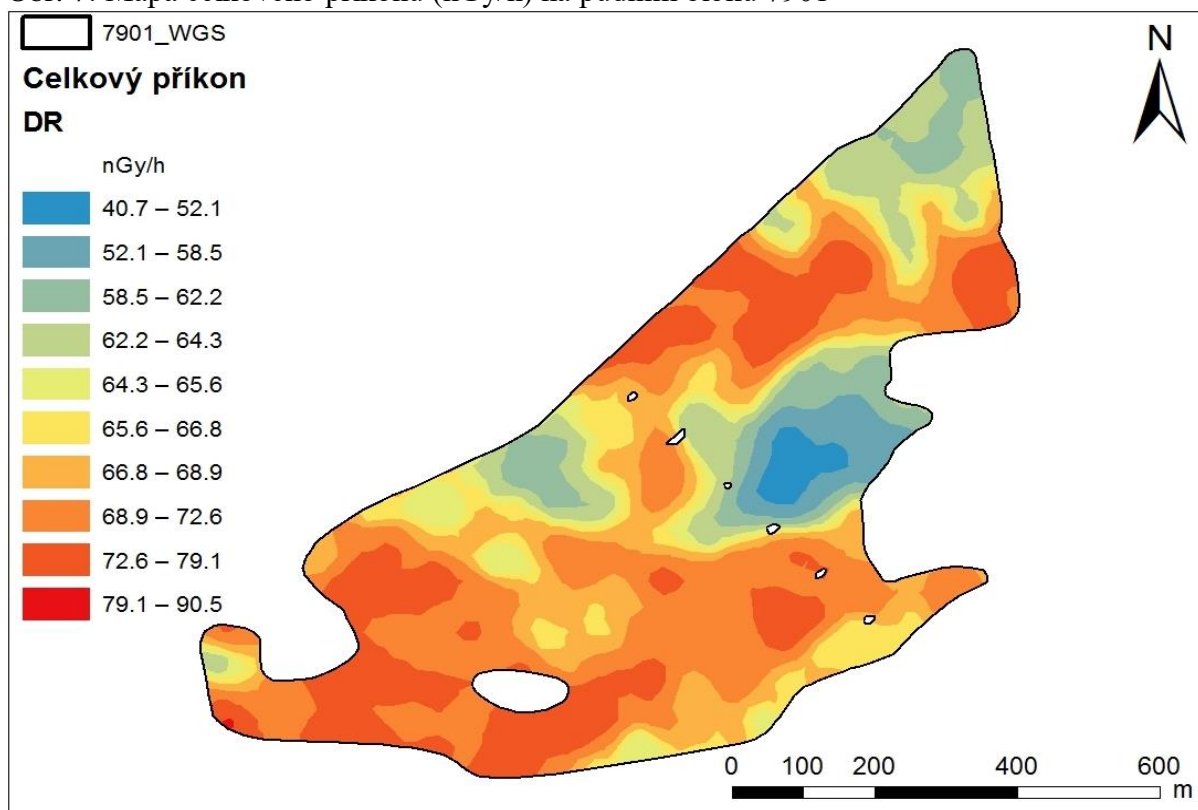 7901_WGS
Celkový příkon
DR
nGy/h
40.7 – 52.1
52.1 – 58.5
58.5 – 62.2
62.2 – 64.3
64.3 – 65.6
65.6 – 66.8
66.8 – 68.9
68.9 – 72.6
72.6 – 79.1
79.1 – 90.5
N
0 100 200 400 600
m